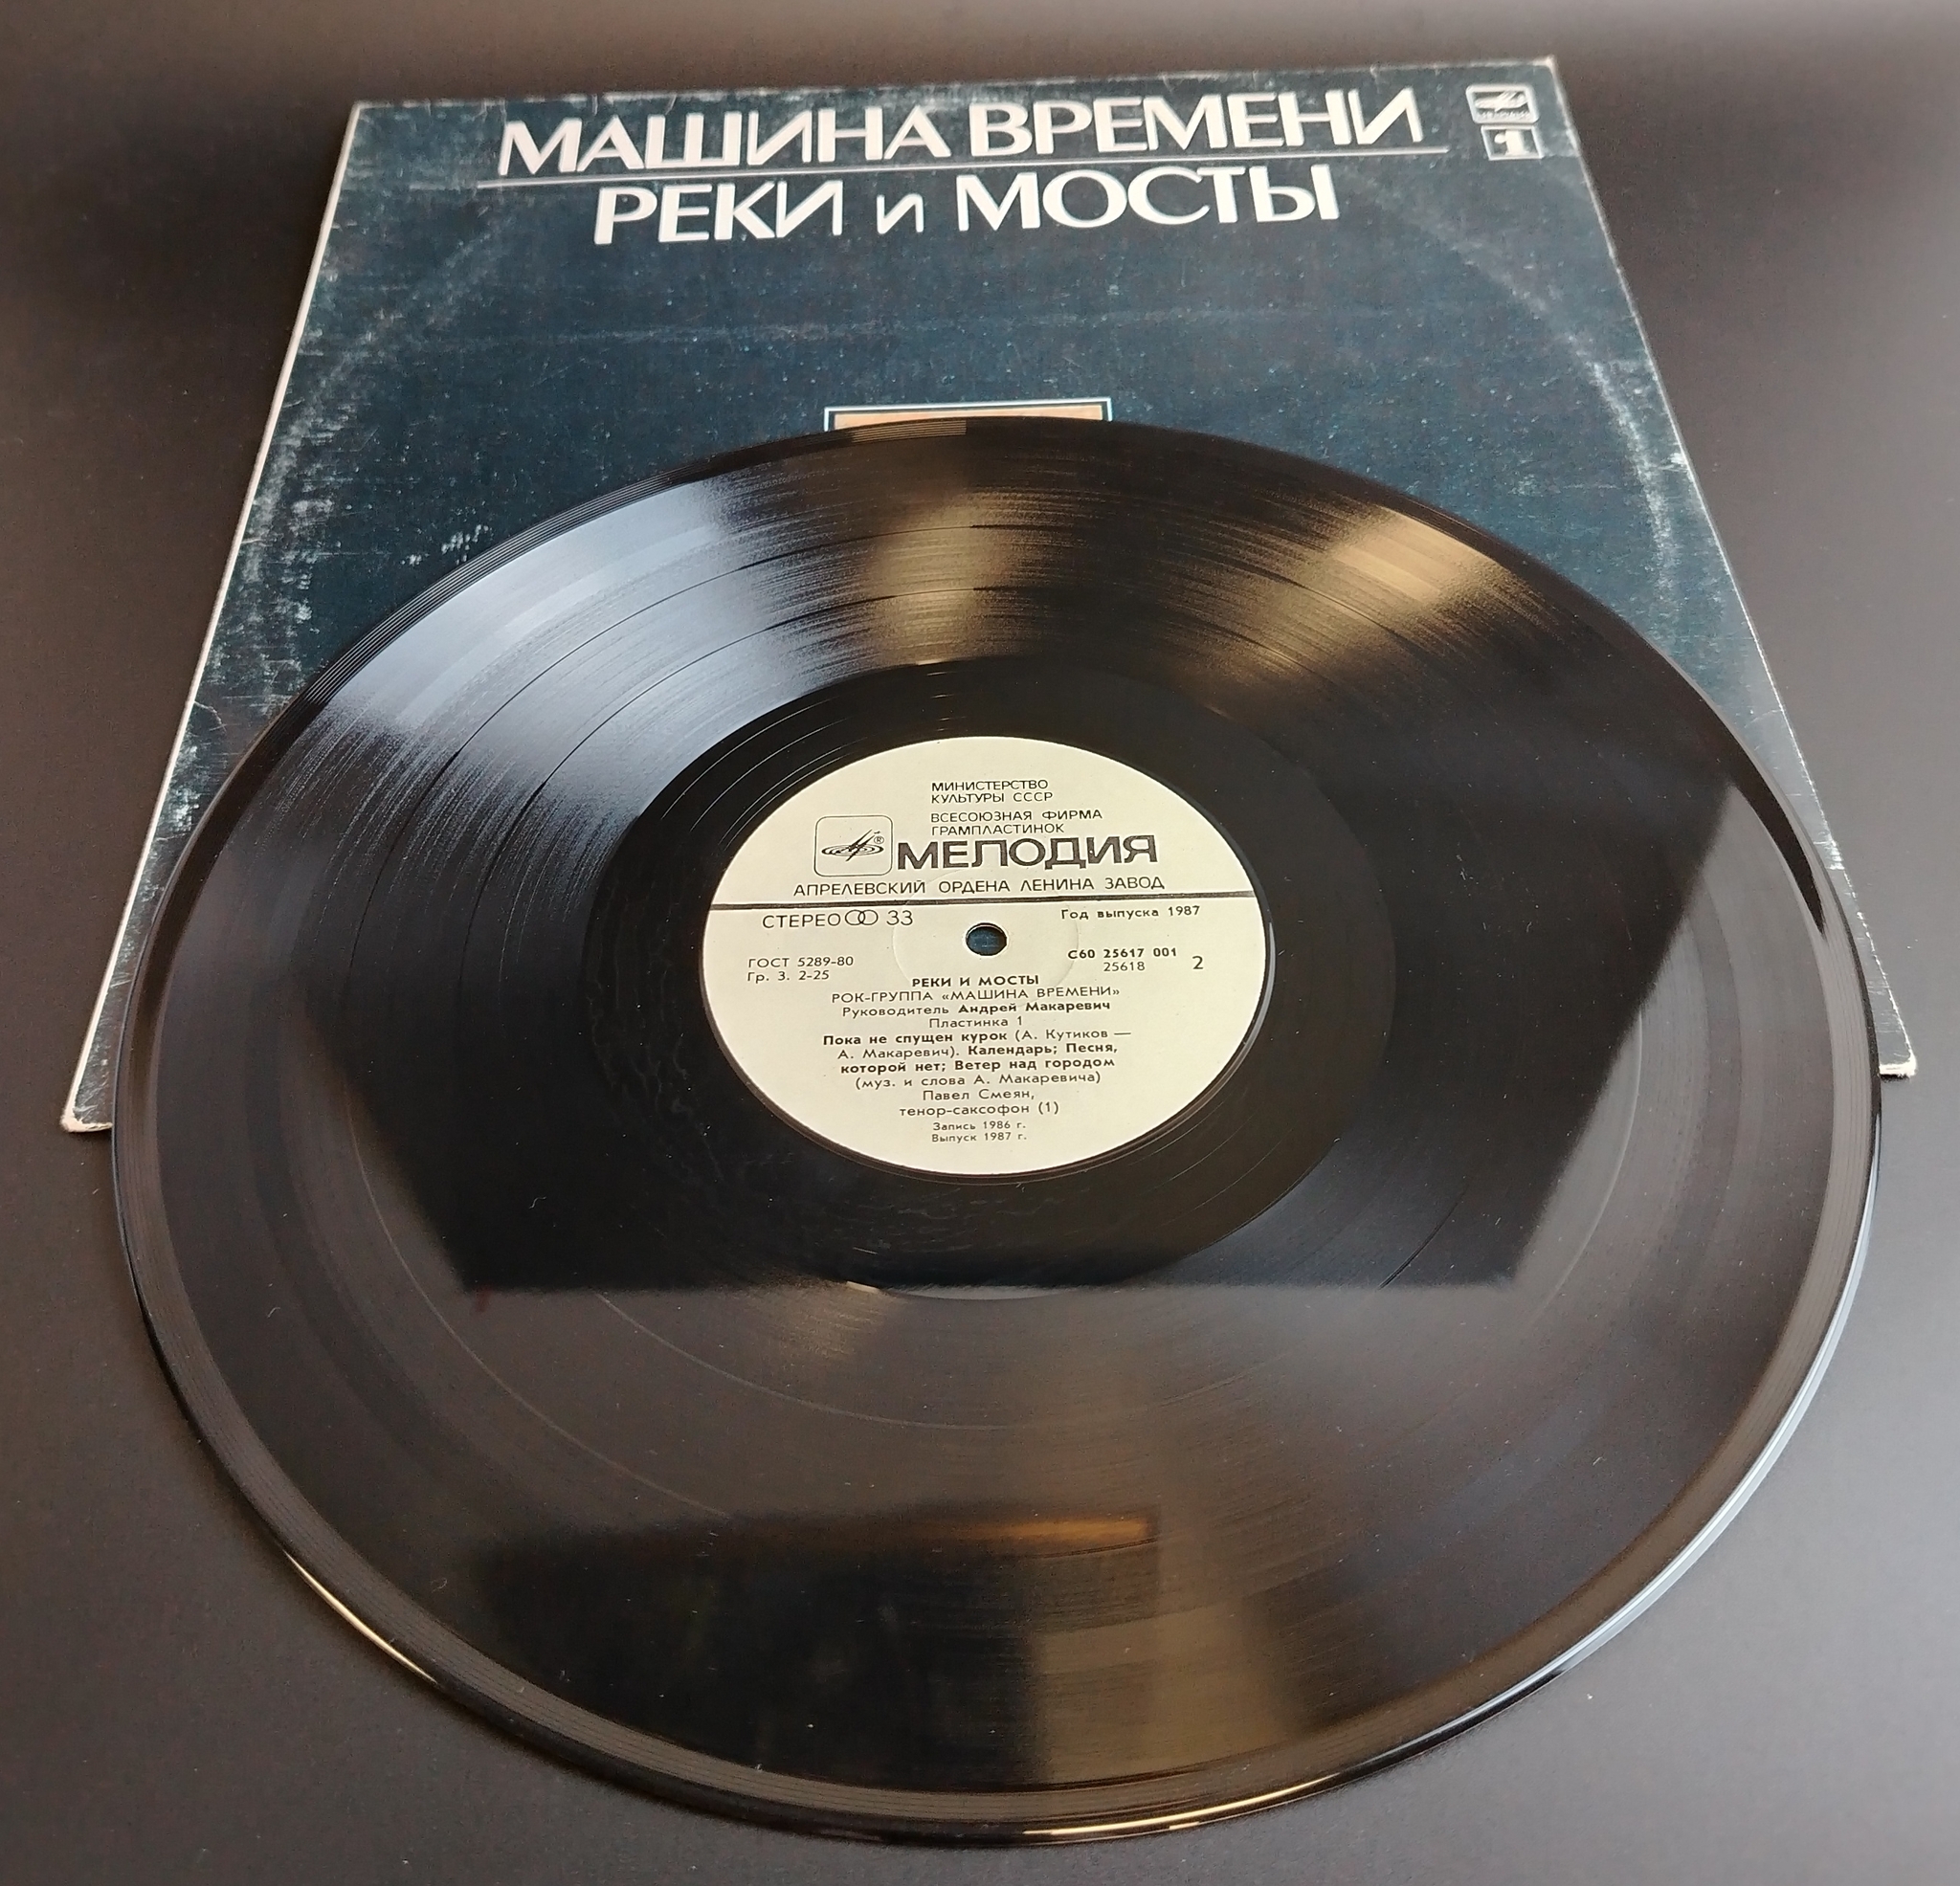 МАШИНА ВРЕМЕНИ
РЕКИ и МОСТЫ
1
МИНИСТЕРСТВО
КУЛЬТУРЫ СССР
ВСЕСОЮЗНАЯ ФИРМА
ГРАМПЛАСТИНОК
® МЕЛОДИЯ
АПРЕЛЕВСКИЙ ОРДЕНА ЛЕНИНА ЗАВОД
СТЕРЕО 33
Год выпуска 1987
ГОСТ 5289-80
Гр. 3. 2-25
С60 25617 001
25618 2
РЕКИ И МОСТЫ
РОК-ГРУППА «МАШИНА ВРЕМЕНИ»
Руководитель Андрей Макаревич
Пластинка 1
Пока не спущен курок (А. Кутиков —
А. Макаревич). Календарь; Песня,
которой нет; Ветер над городом
(муз. и слова А. Макаревича)
Павел Смеян,
тенор-саксофон (1)
Запись 1986 г.
Выпуск 1987 г.